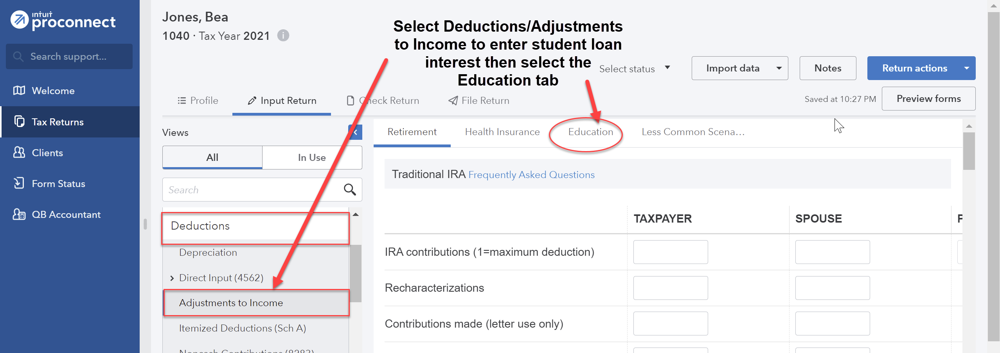 ıntuıt
proconnect
Search support...
Welcome
Tax Returns
Clients
Form Status
QB Accountant
Jones, Bea
1040 · Tax Year 2021
Select Deductions/Adjustments
to Income to enter student loan
interest then select the
Education tab
Select status
Import data
Notes
Return actions
Profile
Input Return
Check Return
File Return
Saved at 10:27 PM
Preview forms
Views
All
In Use
Search
Deductions
Depreciation
Direct Input (4562)
Adjustments to Income
Itemized Deductions (Sch A)
Noncash Contributions (8283)
Retirement
Health Insurance
Education
Less Common Scena...
Traditional IRA Frequently Asked Questions
TAXPAYER
SPOUSE
P
IRA contributions (1=maximum deduction)
Recharacterizations
Contributions made (letter use only)